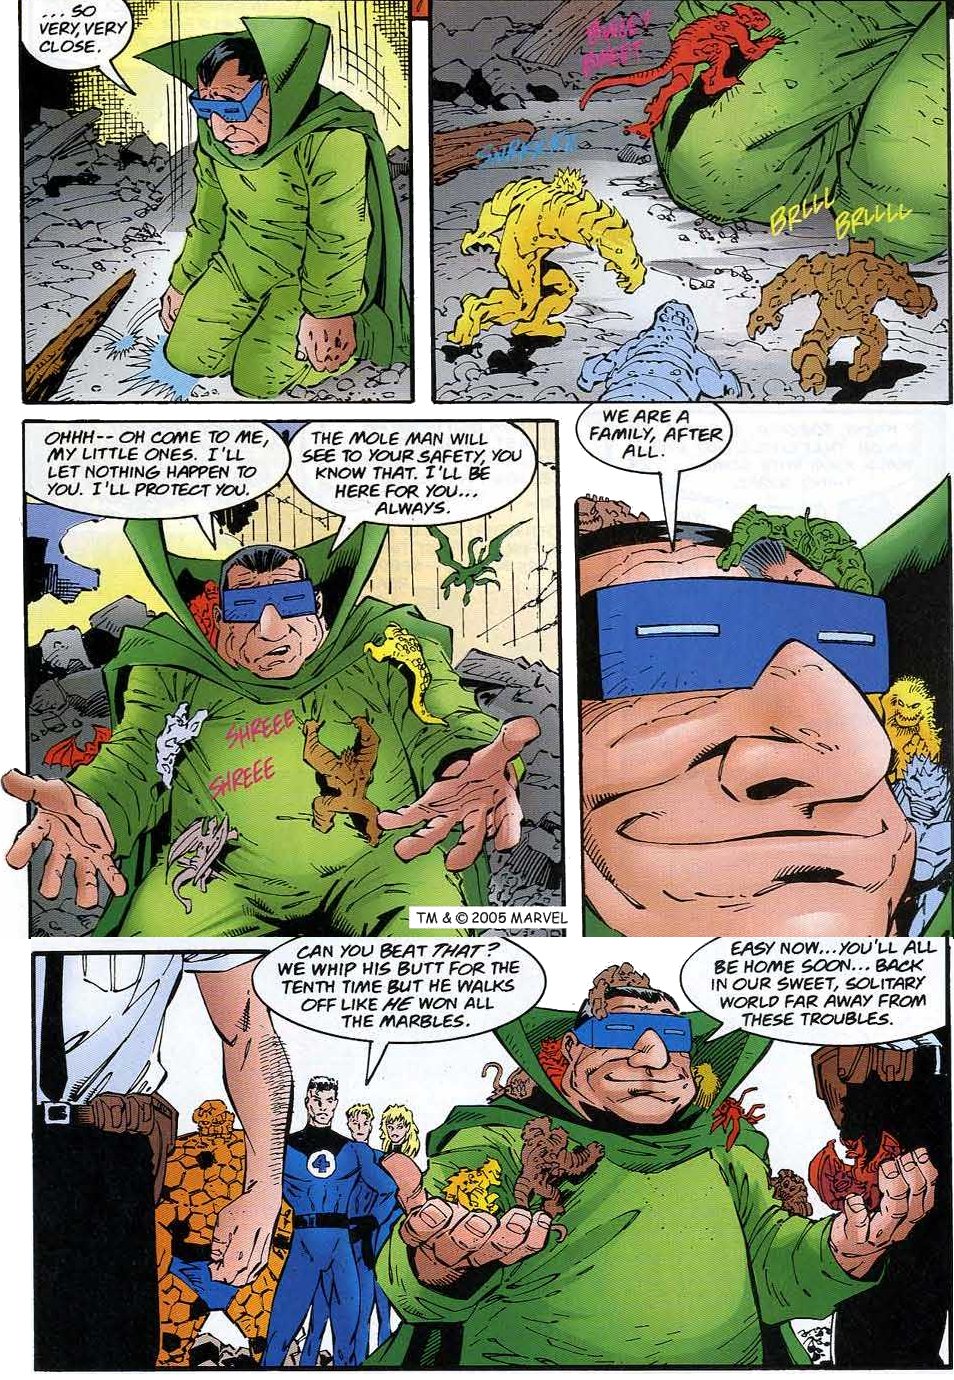 ...SO
VERY, VERY
CLOSE.
SNRKKKK
BRLLL
BRLLLL
OHHH-- OH COME TO ME,
MY LITTLE ONES. I'LL
LET NOTHING HAPPEN TO
YOU. I'LL PROTECT YOU.
THE MOLE MAN WILL
SEE TO YOUR SAFETY, YOU
KNOW THAT. I'LL BE
HERE FOR YOU...
ALWAYS.
SHREEE
SHREEE
TM & © 2005 MARVEL
WE ARE A
FAMILY, AFTER
ALL.
CAN YOU BEAT THAT?
WE WHIP HIS BUTT FOR THE
TENTH TIME BUT HE WALKS
OFF LIKE HE WON ALL
THE MARBLES.
4
EASY NOW...YOU'LL ALL
BE HOME SOON... BACK
IN OUR SWEET, SOLITARY
WORLD FAR AWAY FROM
THESE TROUBLES.